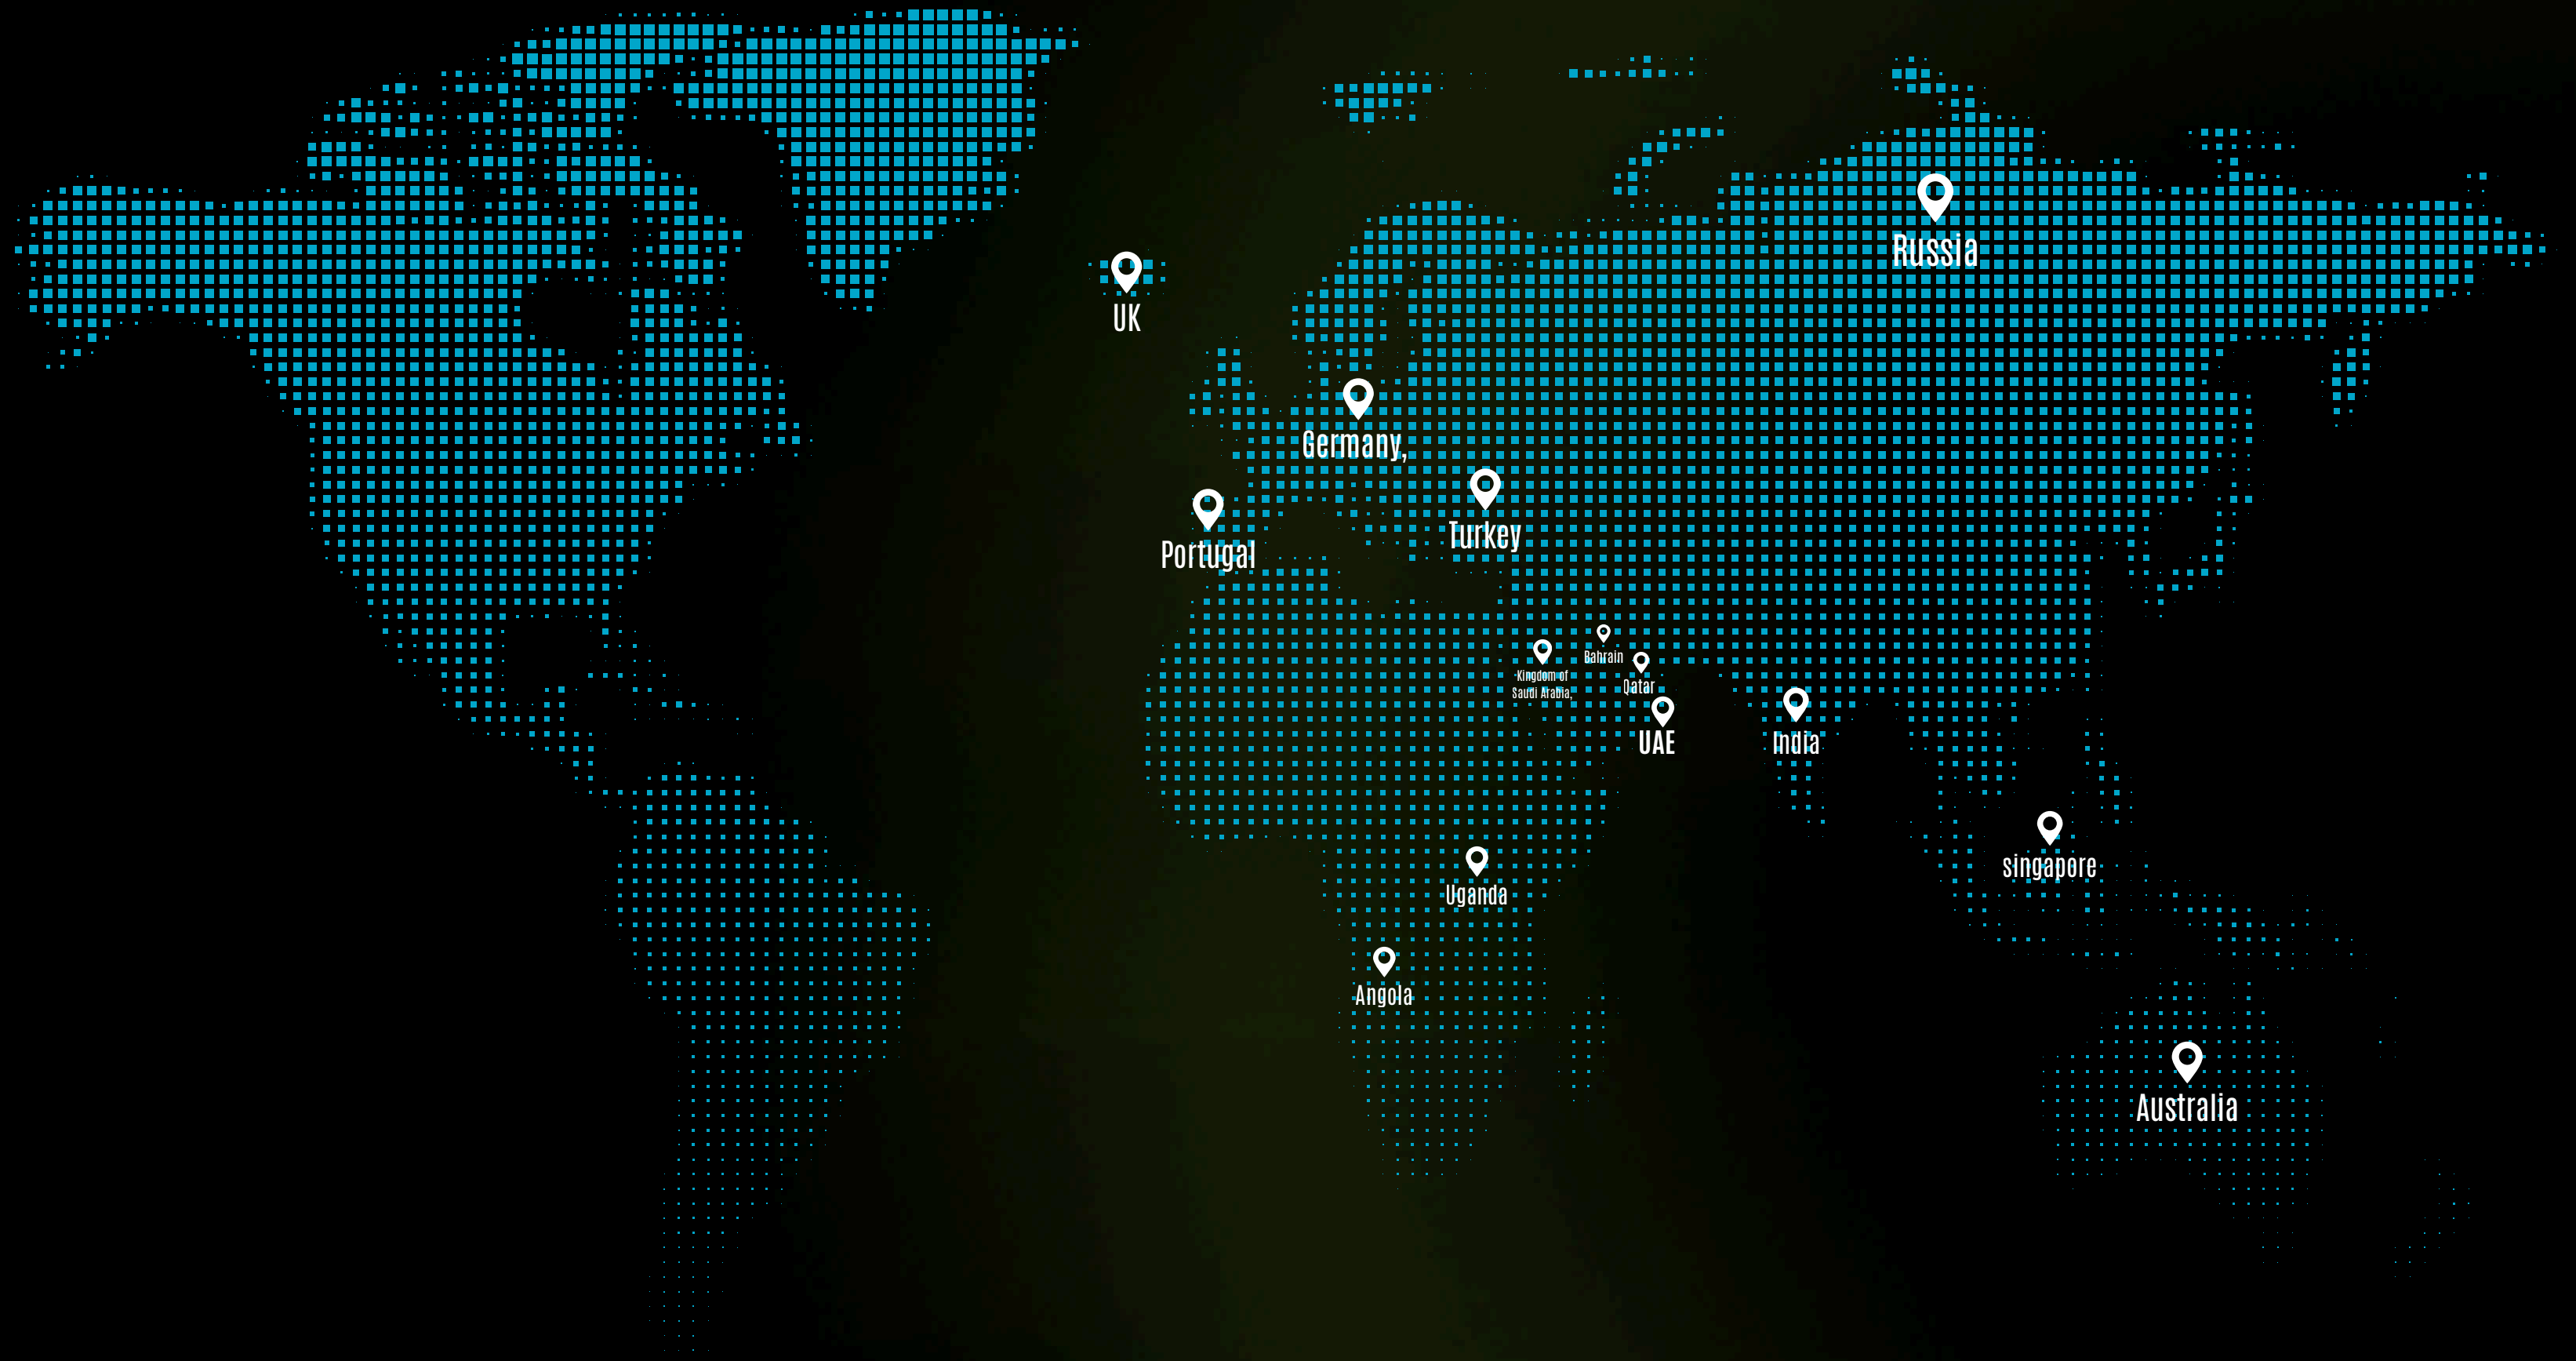 Russia
UK
Germany,
Turkey
Portugal
Bahrain
Kingdom of
Saudi Arabia,
Qatar
UAE
India
singapore
Uganda
Angola
Australia